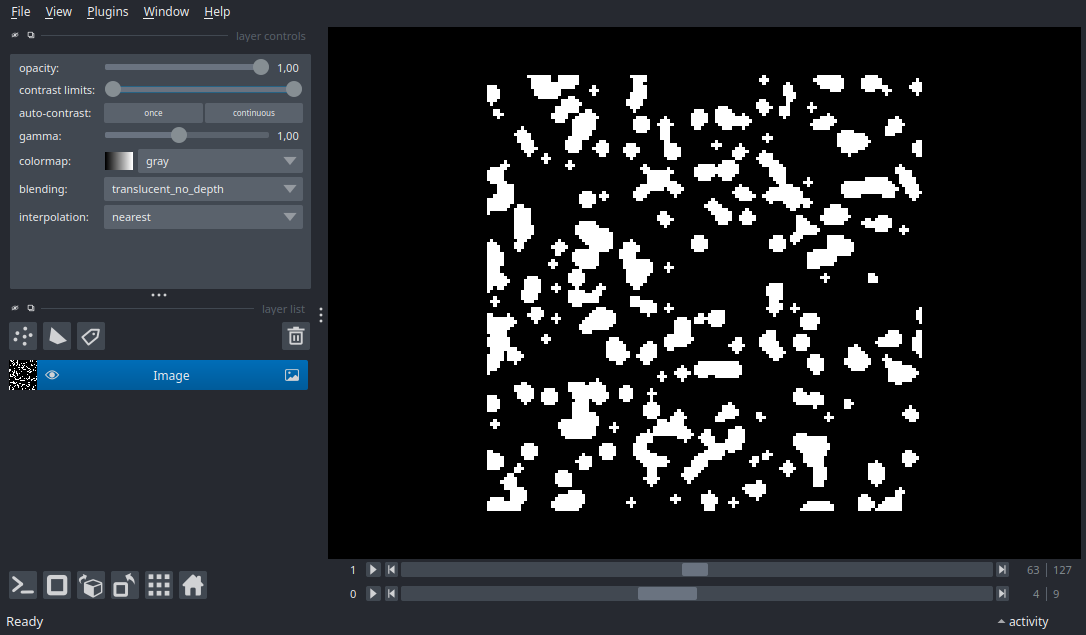 File View Plugins Window Help
layer controls
opacity: 1,00
contrast limits:
auto-contrast: once continuous
gamma: 1,00
colormap: gray
blending: translucent_no_depth
interpolation: nearest
layer list
Image
1 63 127
0 4 9
Ready activity